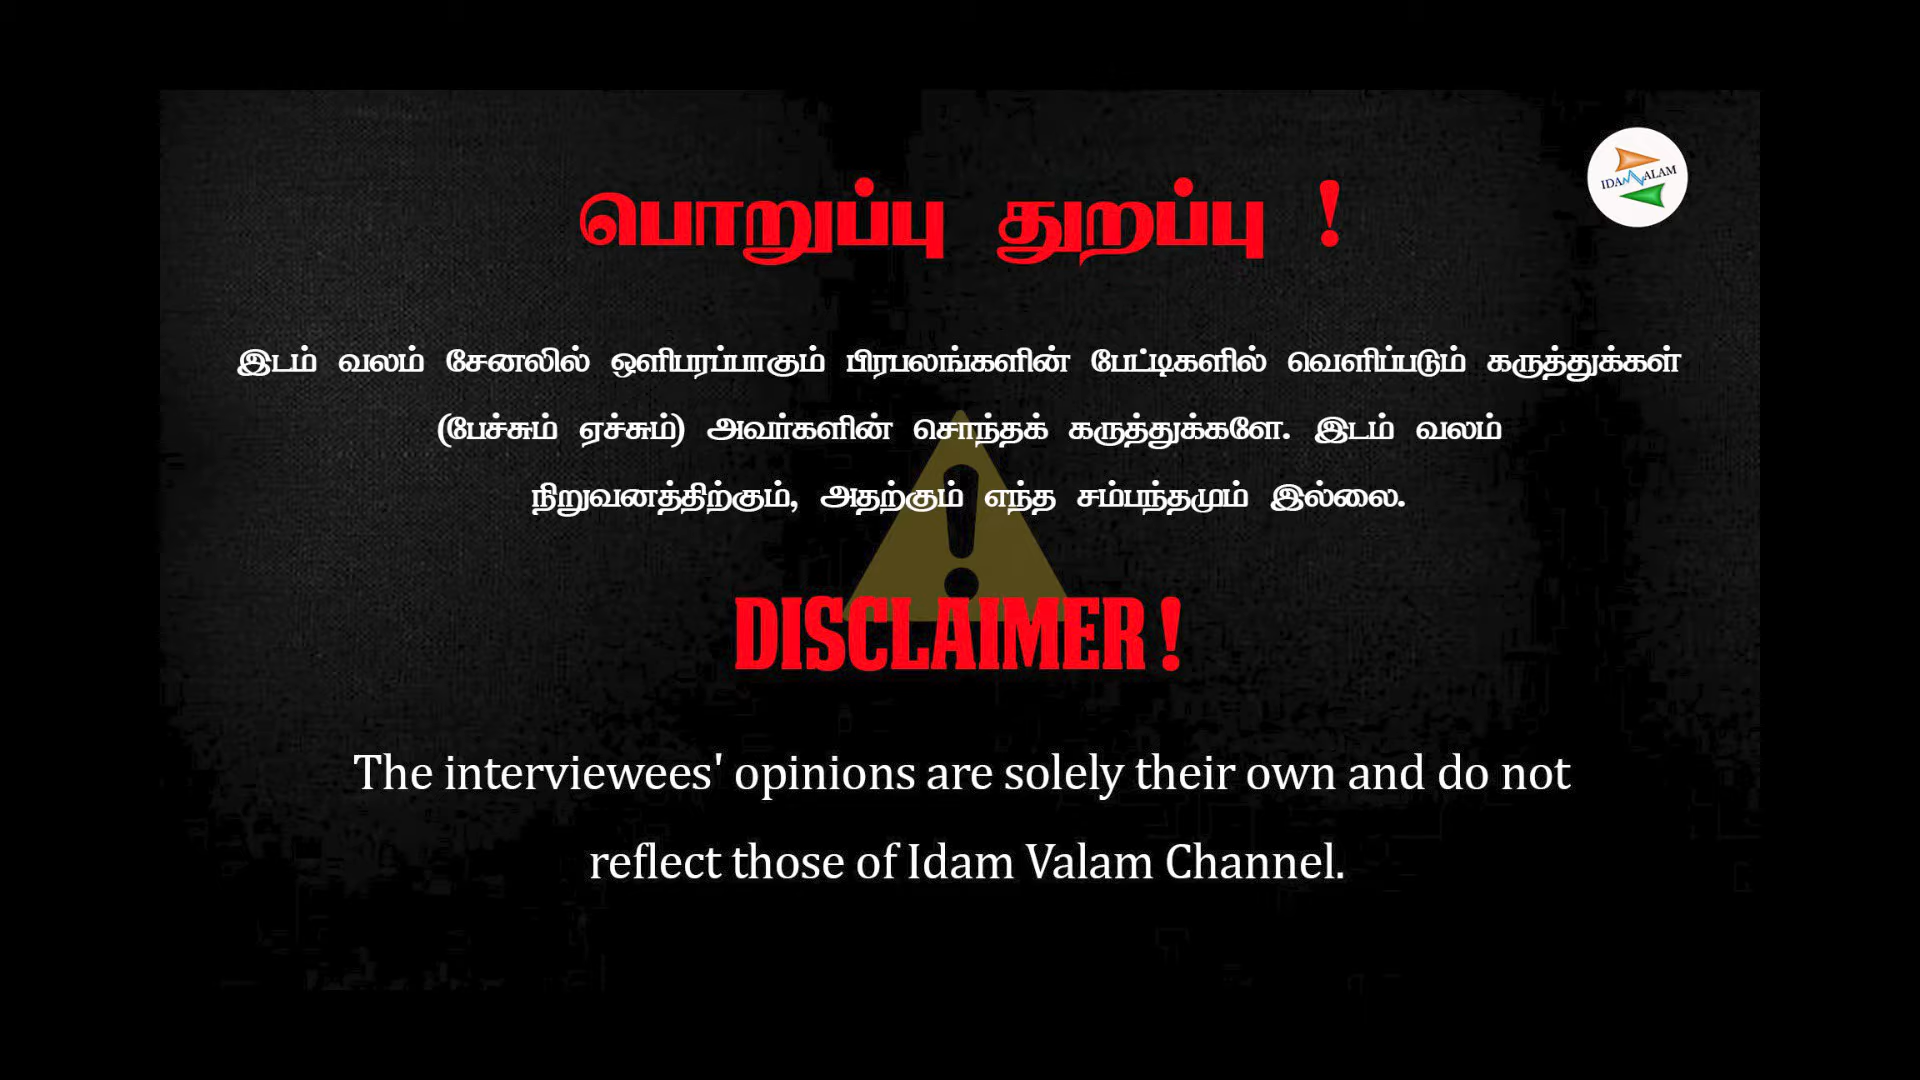 IDAM VALAM
பொறுப்பு துறப்பு !
இடம் வலம் சேனலில் ஒளிபரப்பாகும் பிரபலங்களின் பேட்டிகளில் வெளிப்படும் கருத்துக்கள்
(பேச்சும் ஏச்சும்) அவர்களின் சொந்தக் கருத்துக்களே. இடம் வலம்
நிறுவனத்திற்கும், அதற்கும் எந்த சம்பந்தமும் இல்லை.
DISCLAIMER!
The interviewees' opinions are solely their own and do not
reflect those of Idam Valam Channel.